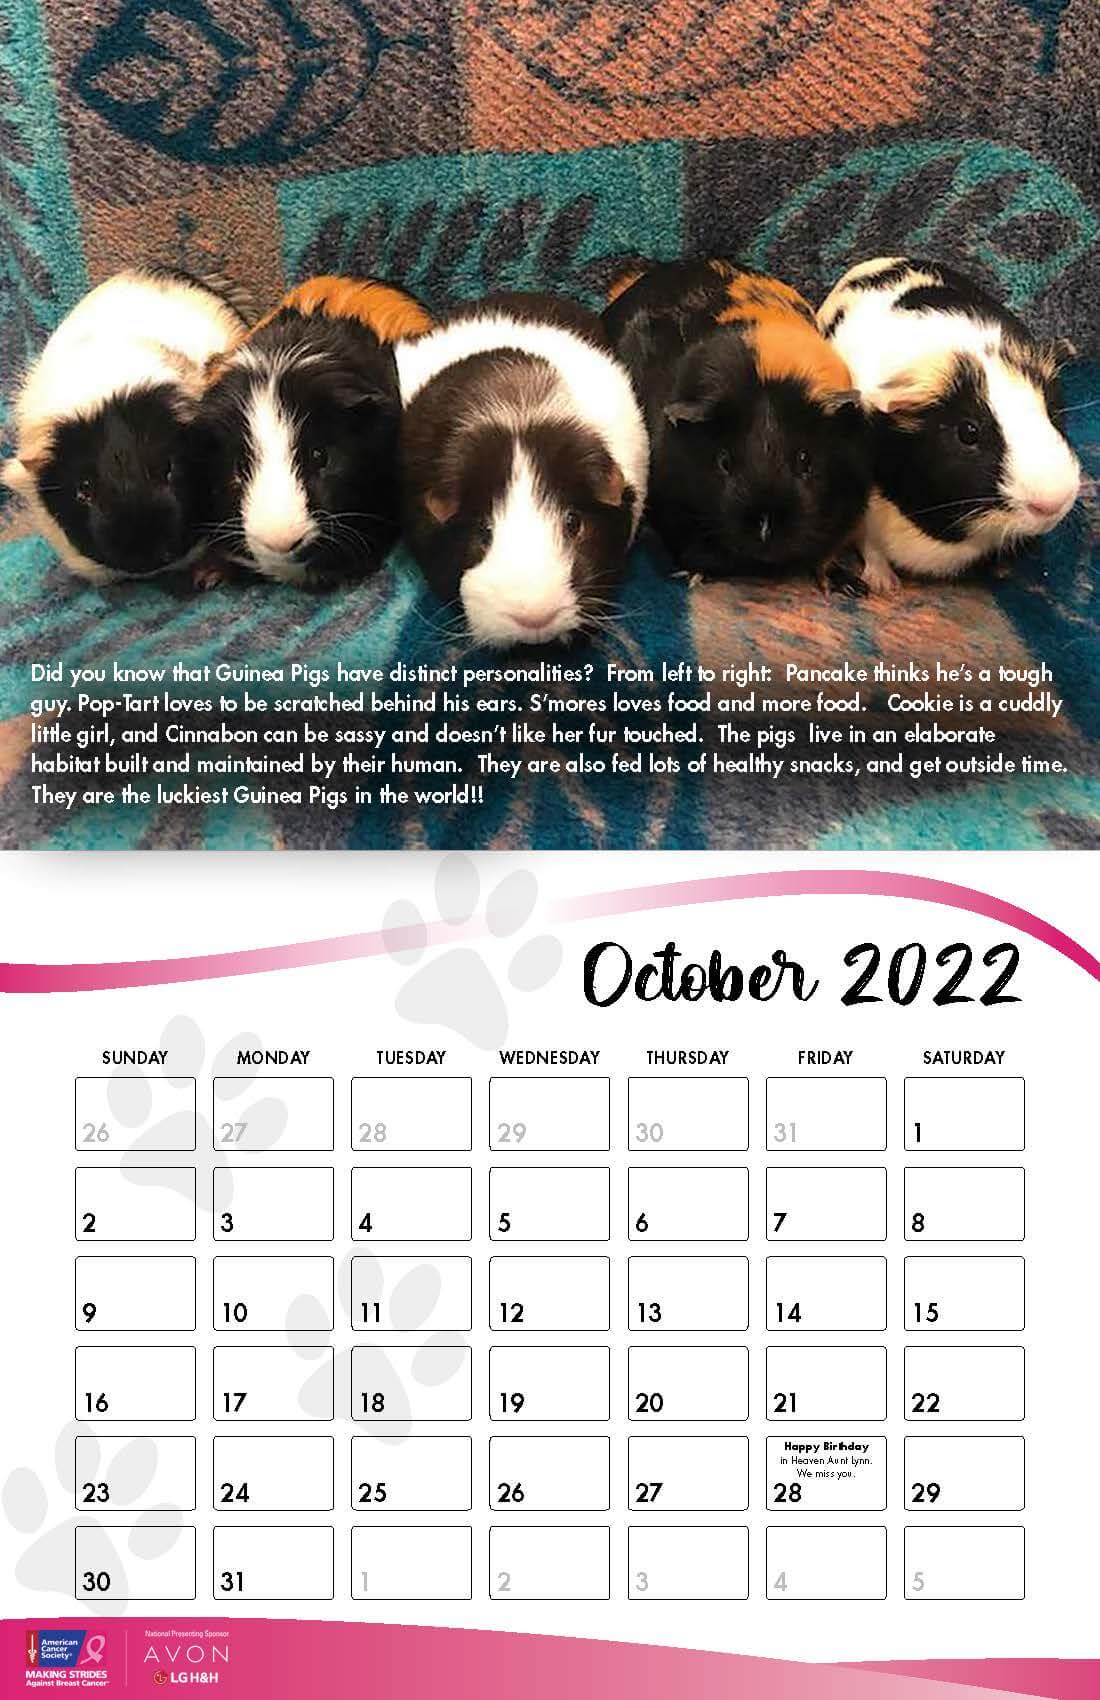 Did you know that Guinea Pigs have distinct personalities?  From left to right:  Pancake thinks he's a tough
guy. Pop-Tart loves to be scratched behind his ears. S'mores loves food and more food.   Cookie is a cuddly
little girl, and Cinnabon can be sassy and doesn't like her fur touched.  The pigs  live in an elaborate
habitat built and maintained by their human.  They are also fed lots of healthy snacks, and get outside time.
They are the luckiest Guinea Pigs in the world!!
October 2022
SUNDAY MONDAY TUESDAY WEDNESDAY THURSDAY FRIDAY SATURDAY
26 27 28 29 30 31 1
2 3 4 5 6 7 8
9 10 11 12 13 14 15
16 17 18 19 20 21 22
Happy Birthday
in Heaven Aunt Lynn.
We miss you.
23 24 25 26 27 28 29
30 31 1 2 3 4 5
American
Cancer
Society®
MAKING STRIDES
Against Breast Cancer®
National Presenting Sponsor
AVON
LG H&H